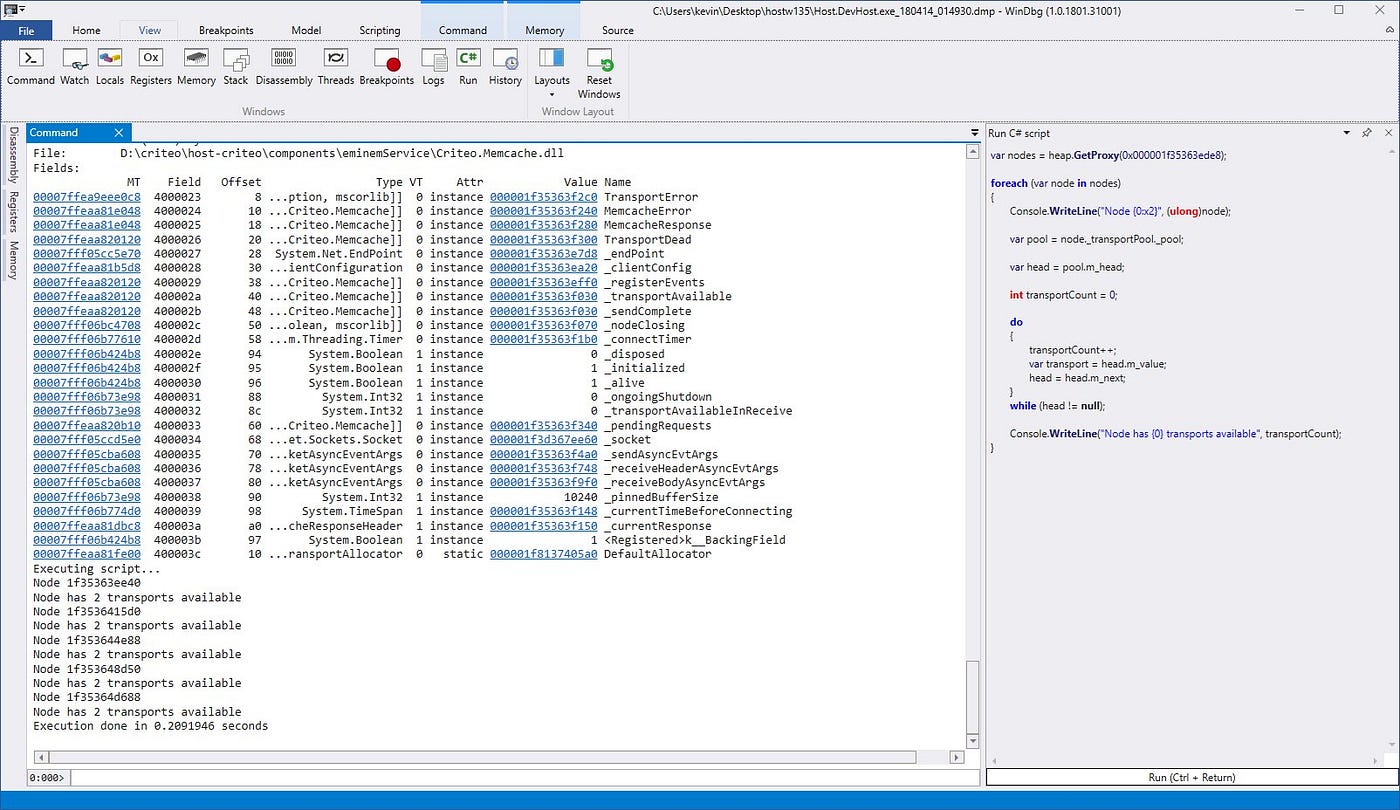 C:\Users\kevin\Desktop\hostw135\Host.DevHost.exe_180414_014930.dmp - WinDbg (1.0.1801.31001)
File Home View Breakpoints Model Scripting Command Memory Source
Command Watch Locals Registers Memory Stack Disassembly Threads Breakpoints Logs Run History Layouts Reset Windows
Windows Window Layout
Disassembly
Registers
Memory
Command
File: D:\criteo\host-criteo\components\eminemService\Criteo.Memcache.dll
Fields:
MT Field Offset Type VT Attr Value Name
00007ffea9eee0c8 4000023 8 ...ption, mscorlib]] 0 instance 000001f35363f2c0 TransportError
00007ffeaa81e048 4000024 10 ...Criteo.Memcache]] 0 instance 000001f35363f240 MemcacheError
00007ffeaa81e048 4000025 18 ...Criteo.Memcache]] 0 instance 000001f35363f280 MemcacheResponse
00007ffeaa820120 4000026 20 ...Criteo.Memcache]] 0 instance 000001f35363f300 TransportDead
00007fff05cc5e70 4000027 28 System.Net.EndPoint 0 instance 000001f35363e7d8 _endPoint
00007ffeaa81b5d8 4000028 30 ...ientConfiguration 0 instance 000001f35363ea20 _clientConfig
00007ffeaa820120 4000029 38 ...Criteo.Memcache]] 0 instance 000001f35363eff0 _registerEvents
00007ffeaa820120 400002a 40 ...Criteo.Memcache]] 0 instance 000001f35363f030 _transportAvailable
00007ffeaa820120 400002b 48 ...Criteo.Memcache]] 0 instance 000001f35363f030 _sendComplete
00007fff06bc4708 400002c 50 ...olean, mscorlib]] 0 instance 000001f35363f070 _nodeClosing
00007fff06b77610 400002d 58 ...m.Threading.Timer 0 instance 000001f35363f1b0 _connectTimer
00007fff06b424b8 400002e 94 System.Boolean 1 instance 0 _disposed
00007fff06b424b8 400002f 95 System.Boolean 1 instance 1 _initialized
00007fff06b424b8 4000030 96 System.Boolean 1 instance 1 _alive
00007fff06b73e98 4000031 88 System.Int32 1 instance 0 _ongoingShutdown
00007fff06b73e98 4000032 8c System.Int32 1 instance 0 _transportAvailableInReceive
00007ffeaa820b10 4000033 60 ...Criteo.Memcache]] 0 instance 000001f35363f340 _pendingRequests
00007fff05ccd5e0 4000034 68 ...et.Sockets.Socket 0 instance 000001f3d367ee60 _socket
00007fff05cba608 4000035 70 ...ketAsyncEventArgs 0 instance 000001f35363f4a0 _sendAsyncEvtArgs
00007fff05cba608 4000036 78 ...ketAsyncEventArgs 0 instance 000001f35363f748 _receiveHeaderAsyncEvtArgs
00007fff05cba608 4000037 80 ...ketAsyncEventArgs 0 instance 000001f35363f9f0 _receiveBodyAsyncEvtArgs
00007fff06b73e98 4000038 90 System.Int32 1 instance 10240 _pinnedBufferSize
00007fff06b774d0 4000039 98 System.TimeSpan 1 instance 000001f35363f148 _currentTimeBeforeConnecting
00007ffeaa81dbc8 400003a a0 ...cheResponseHeader 1 instance 000001f35363f150 _currentResponse
00007fff06b424b8 400003b 97 System.Boolean 1 instance 1 <Registered>k__BackingField
00007ffeaa81fe00 400003c 10 ...ransportAllocator 0 static 000001f8137405a0 DefaultAllocator
Executing script...
Node 1f35363ee40
Node has 2 transports available
Node 1f3536415d0
Node has 2 transports available
Node 1f353644e88
Node has 2 transports available
Node 1f353648d50
Node has 2 transports available
Node 1f35364d688
Node has 2 transports available
Execution done in 0.2091946 seconds
0:000>
Run C# script
var nodes = heap.GetProxy(0x000001f35363ede8);
foreach (var node in nodes)
{
Console.WriteLine("Node {0:x2}", (ulong)node);
var pool = node._transportPool._pool;
var head = pool.m_head;
int transportCount = 0;
do
{
transportCount++;
var transport = head.m_value;
head = head.m_next;
}
while (head != null);
Console.WriteLine("Node has {0} transports available", transportCount);
}
Run (Ctrl + Return)